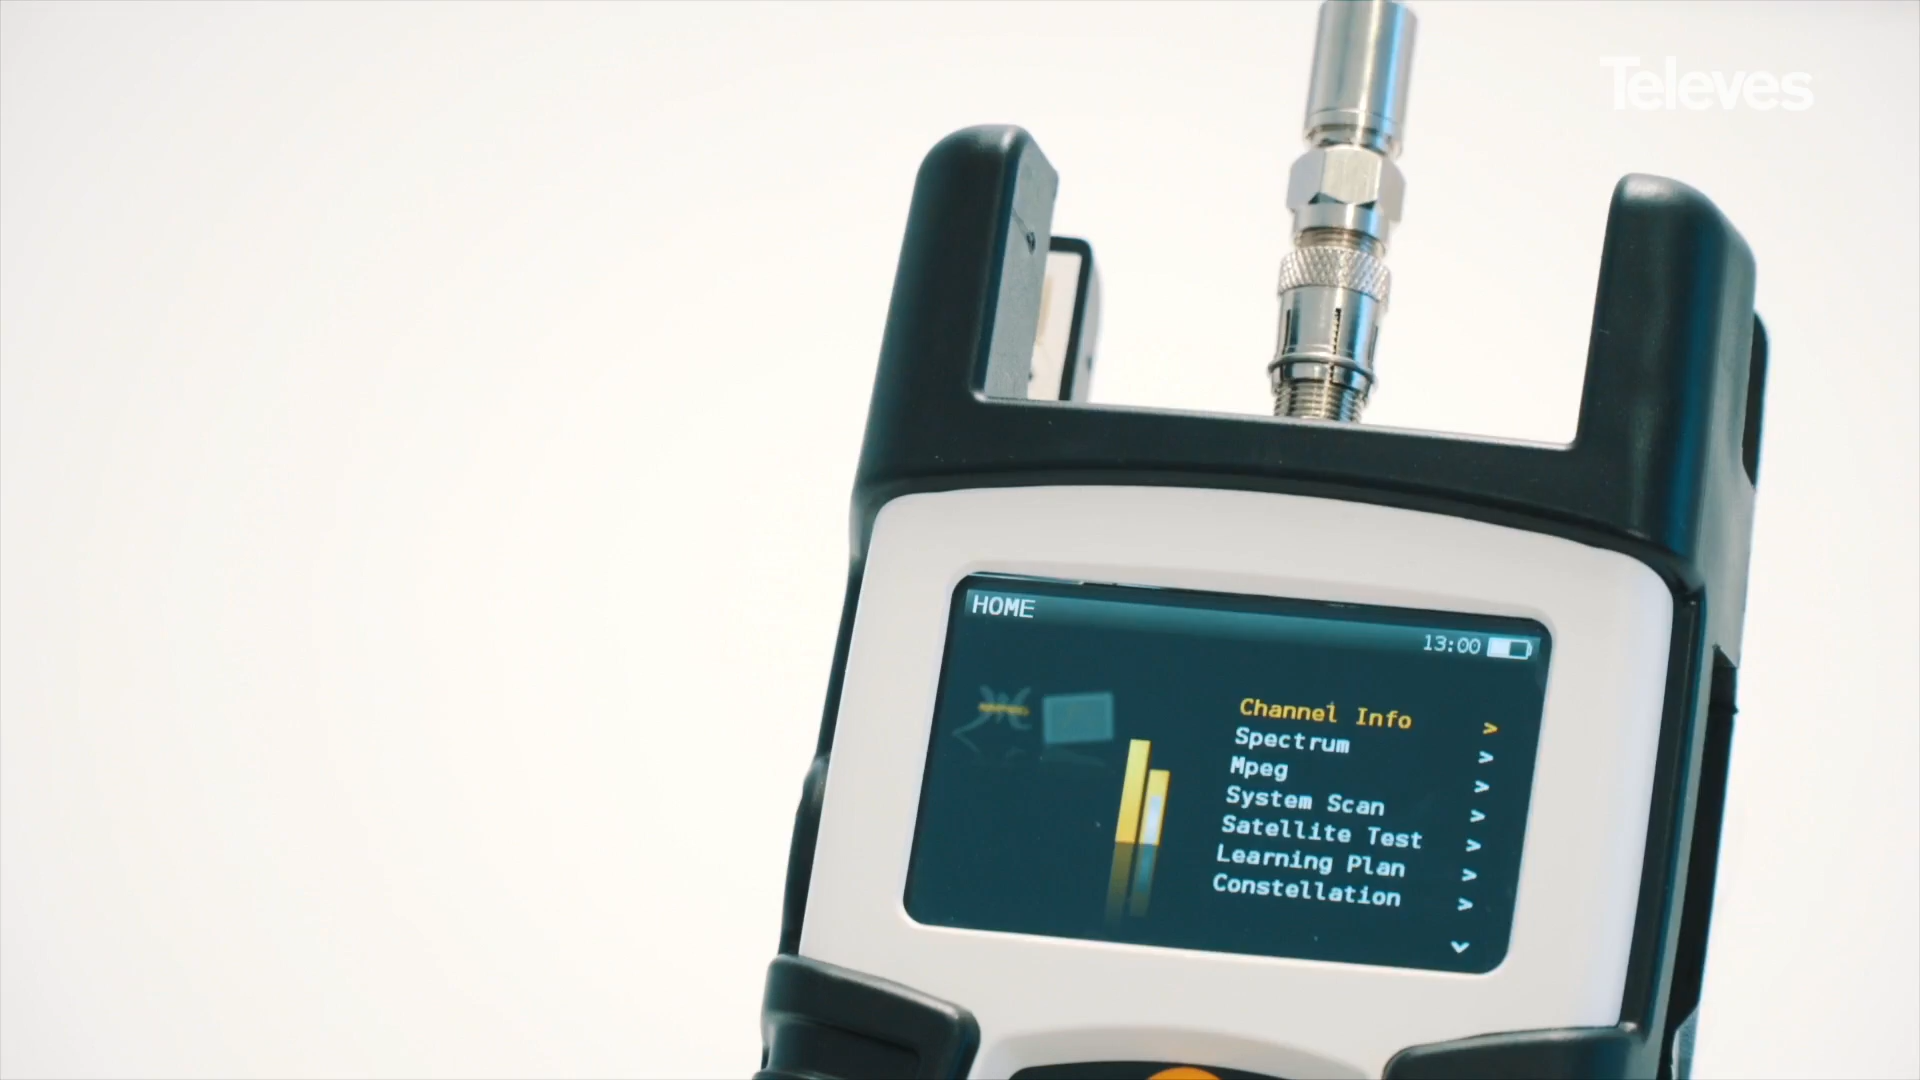 Televes
HOME
13:00
Channel Info >
Spectrum >
Mpeg >
System Scan >
Satellite Test >
Learning Plan >
Constellation >